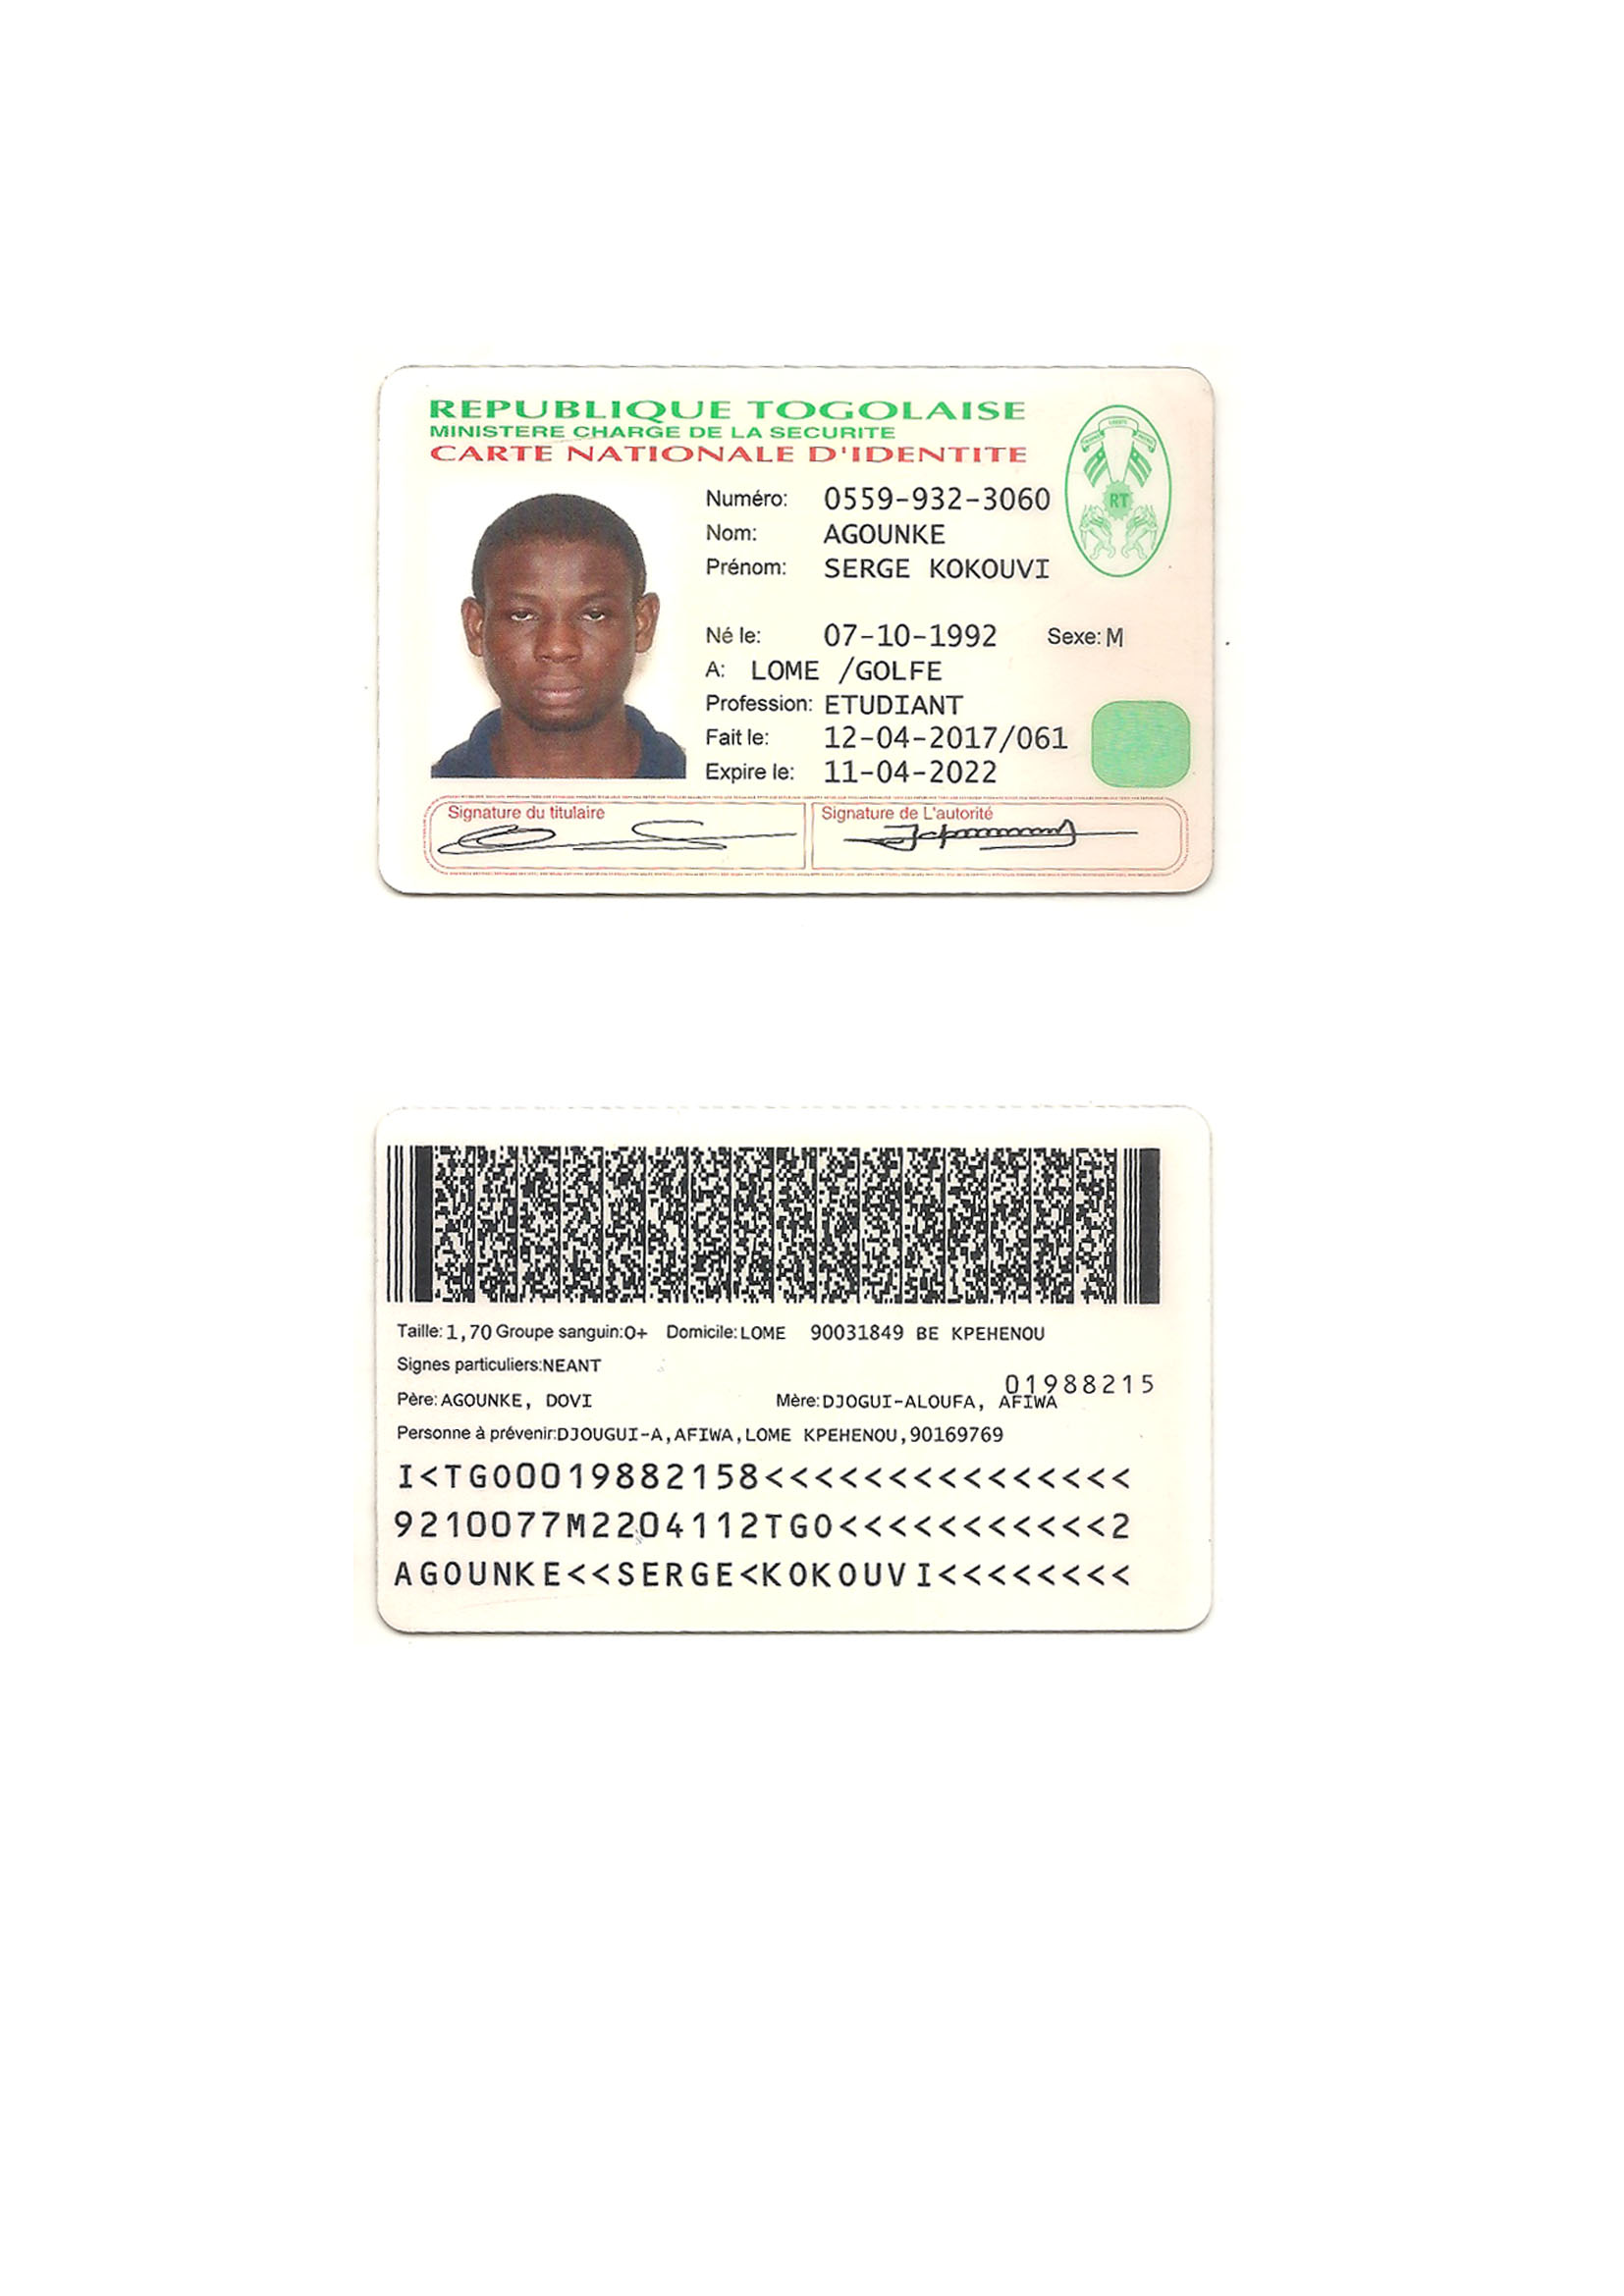 REPUBLIQUE TOGOLAISE
MINISTERE CHARGE DE LA SECURITE
CARTE NATIONALE D'IDENTITE
RT
Numéro: 0559-932-3060
Nom: AGOUNKE
Prénom: SERGE KOKOUVI
Né le: 07-10-1992 Sexe: M
A: LOME /GOLFE
Profession: ETUDIANT
Fait le: 12-04-2017/061
Expire le: 11-04-2022
Signature du titulaire Signature de L'autorité
Taille: 1,70 Groupe sanguin: O+ Domicile: LOME 90031849 BE KPEHENOU
Signes particuliers: NEANT
01988215
Père: AGOUNKE, DOVI Mère: DJOGUI-ALOUFA, AFIWA
Personne à prévenir: DJOUGUI-A,AFIWA,LOME KPEHENOU,90169769
I<TGO0019882158<<<<<<<<<<<<<<<
9210077M2204112TGO<<<<<<<<<<<2
AGOUNKE<<SERGE<KOKOUVI<<<<<<<<